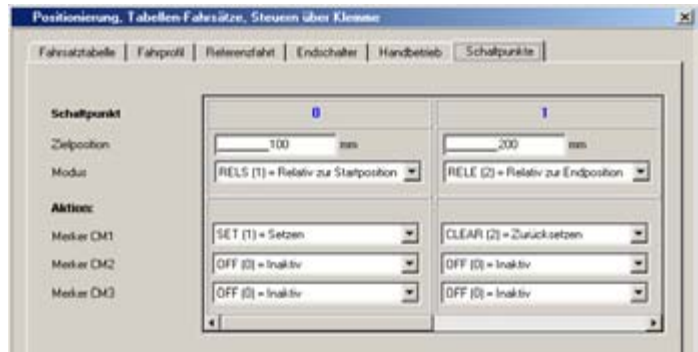 Positionierung, Tabellen-Fahrsätze, Steuern über Klemme
Fahrsatztabelle Fahrprofil Referenzfahrt Endschalter Handbetrieb Schaltpunkte
Schaltpunkt 0 1
Zielposition 100 mm 200 mm
Modus RELS (1) = Relativ zur Startposition RELE (2) = Relativ zur Endposition
Aktion:
Merker CM1 SET (1) = Setzen CLEAR (2) = Zurücksetzen
Merker CM2 OFF (0) = Inaktiv OFF (0) = Inaktiv
Merker CM3 OFF (0) = Inaktiv OFF (0) = Inaktiv